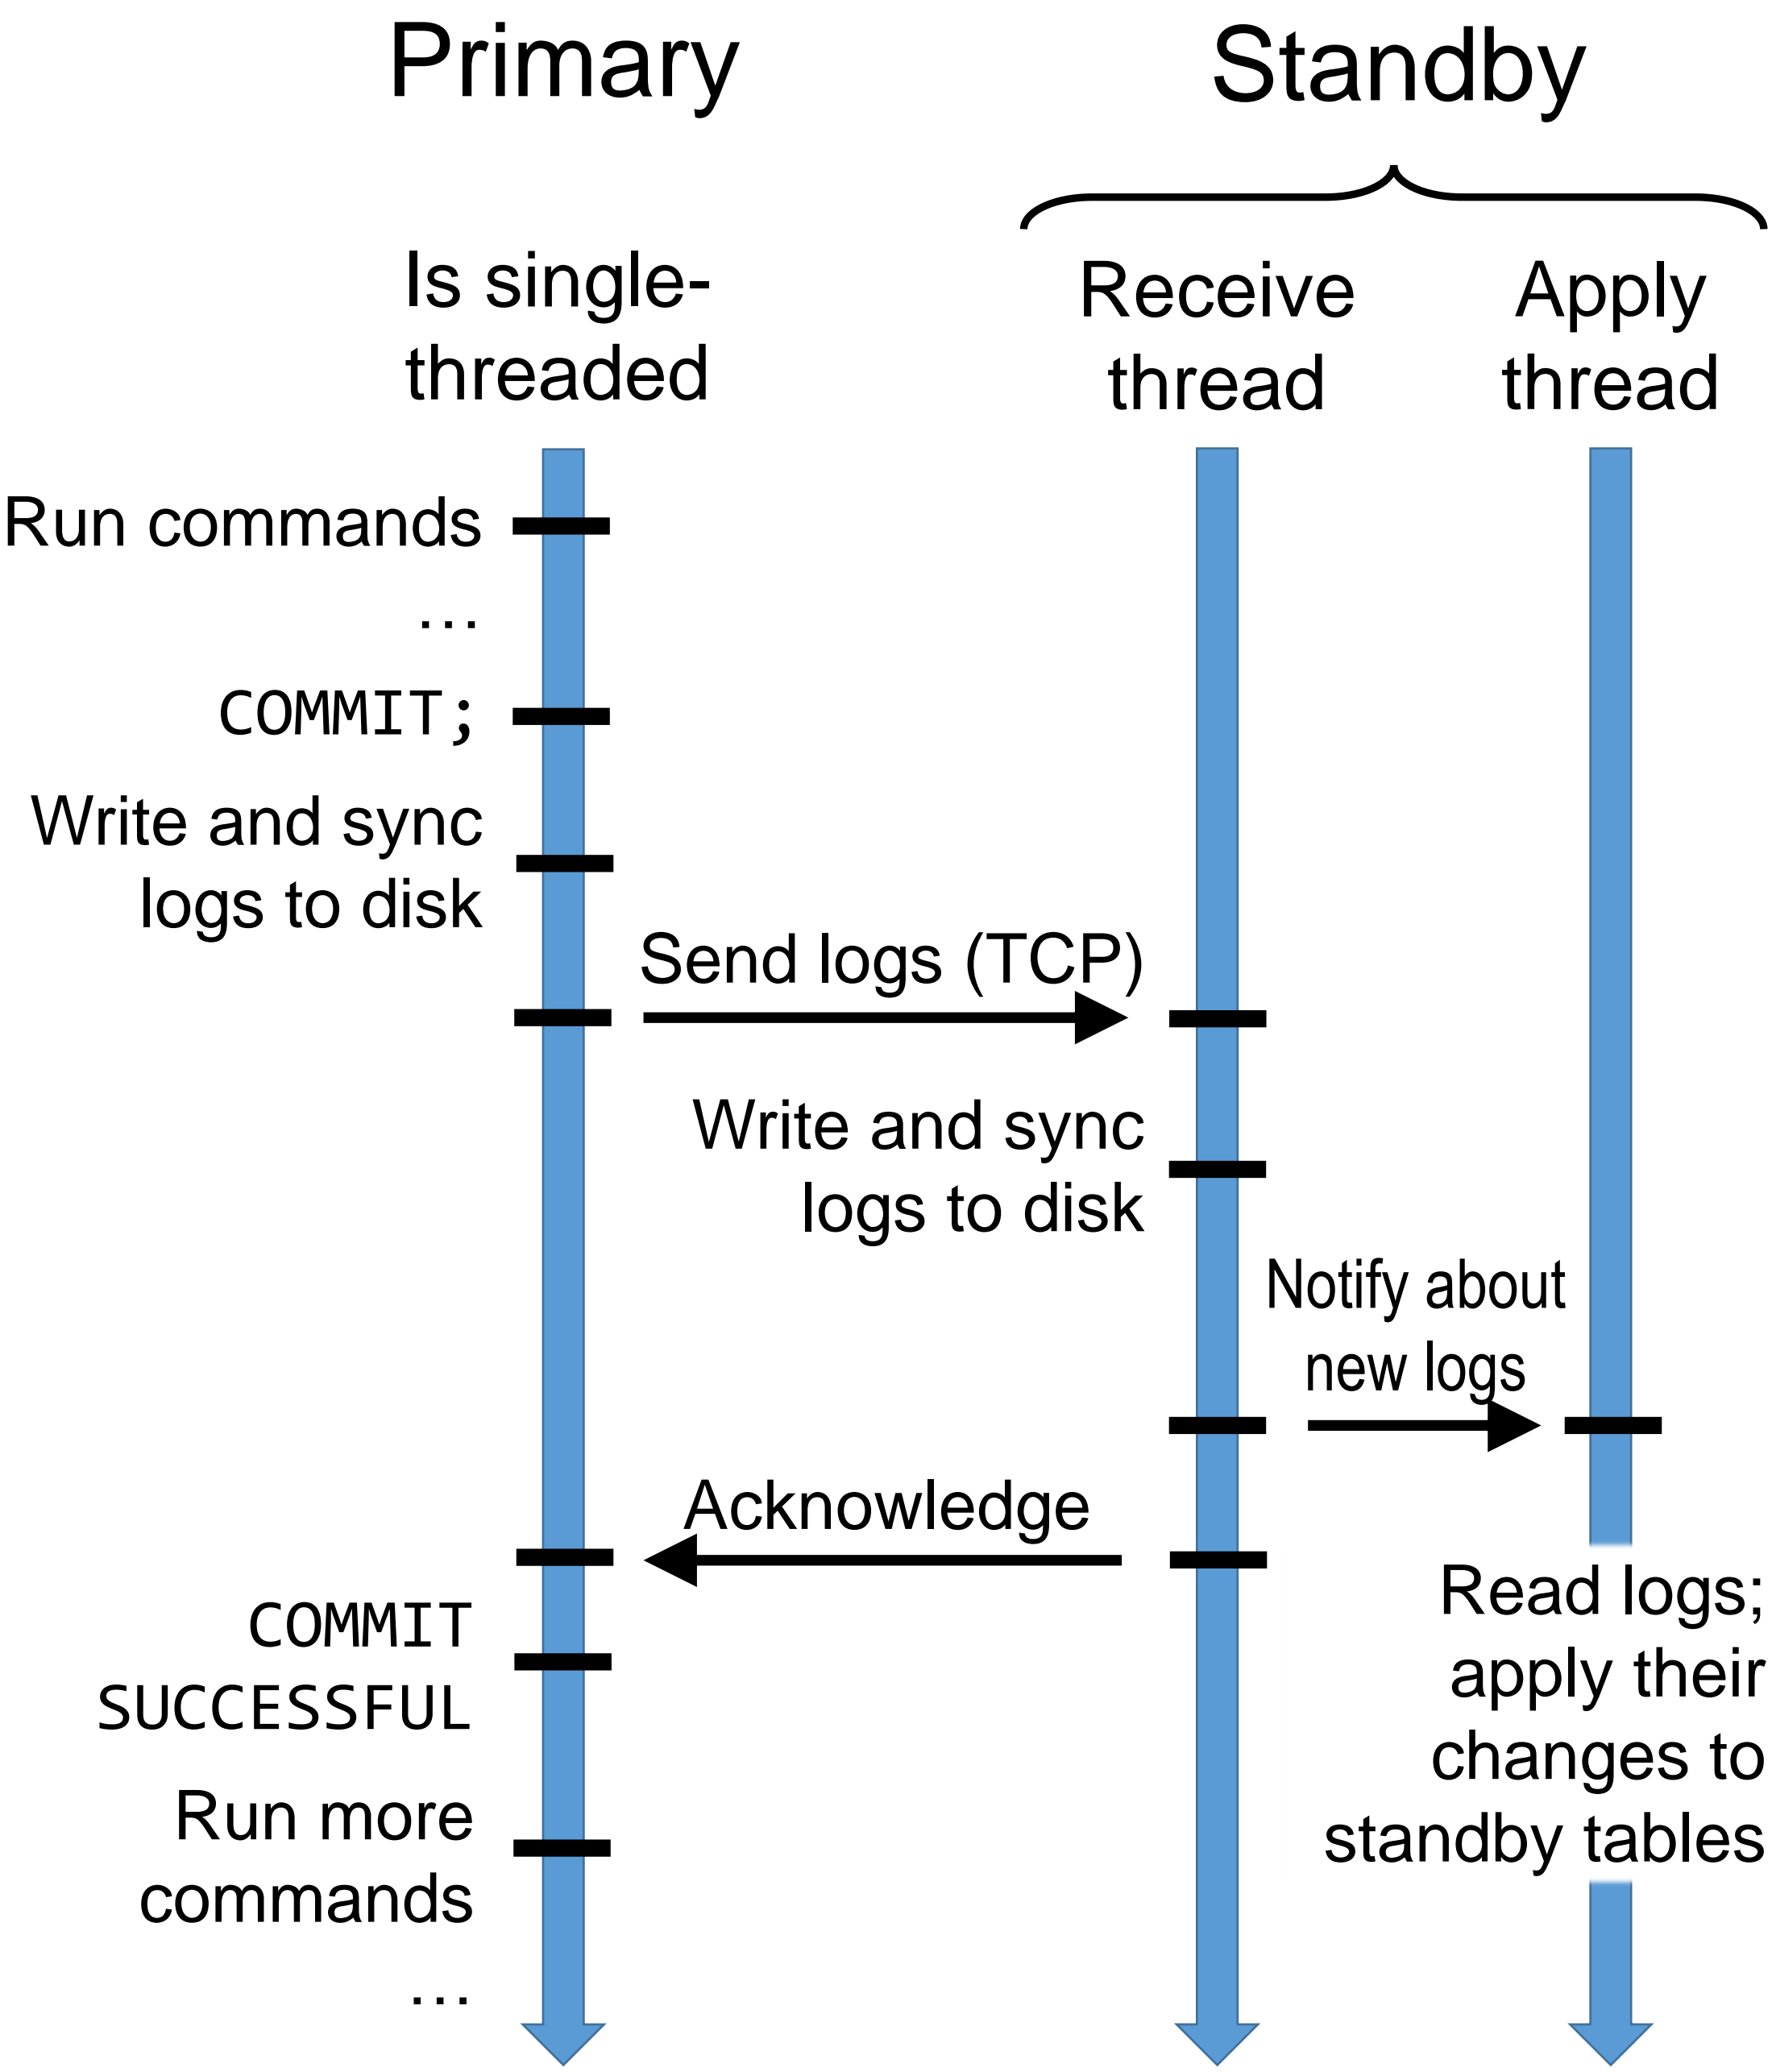 Primary
Standby
Is single-
threaded
Receive
thread
Apply
thread
Run commands
…
COMMIT;
Write and sync
logs to disk
Send logs (TCP)
Write and sync
logs to disk
Notify about
new logs
Acknowledge
COMMIT
SUCCESSFUL
Read logs;
apply their
changes to
standby tables
Run more
commands
…